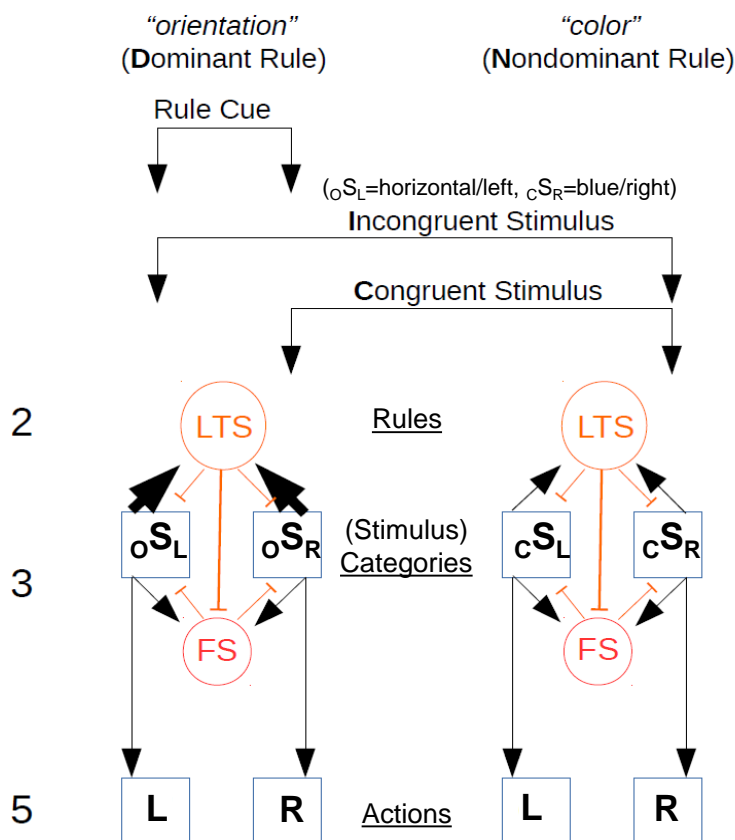 “orientation” “color”
(Dominant Rule) (Nondominant Rule)
Rule Cue
(OSL=horizontal/left, CSR=blue/right)
Incongruent Stimulus
Congruent Stimulus
2 LTS Rules LTS
OSL OSR (Stimulus) CSL CSR
Categories
3
FS FS
5 L R Actions L R